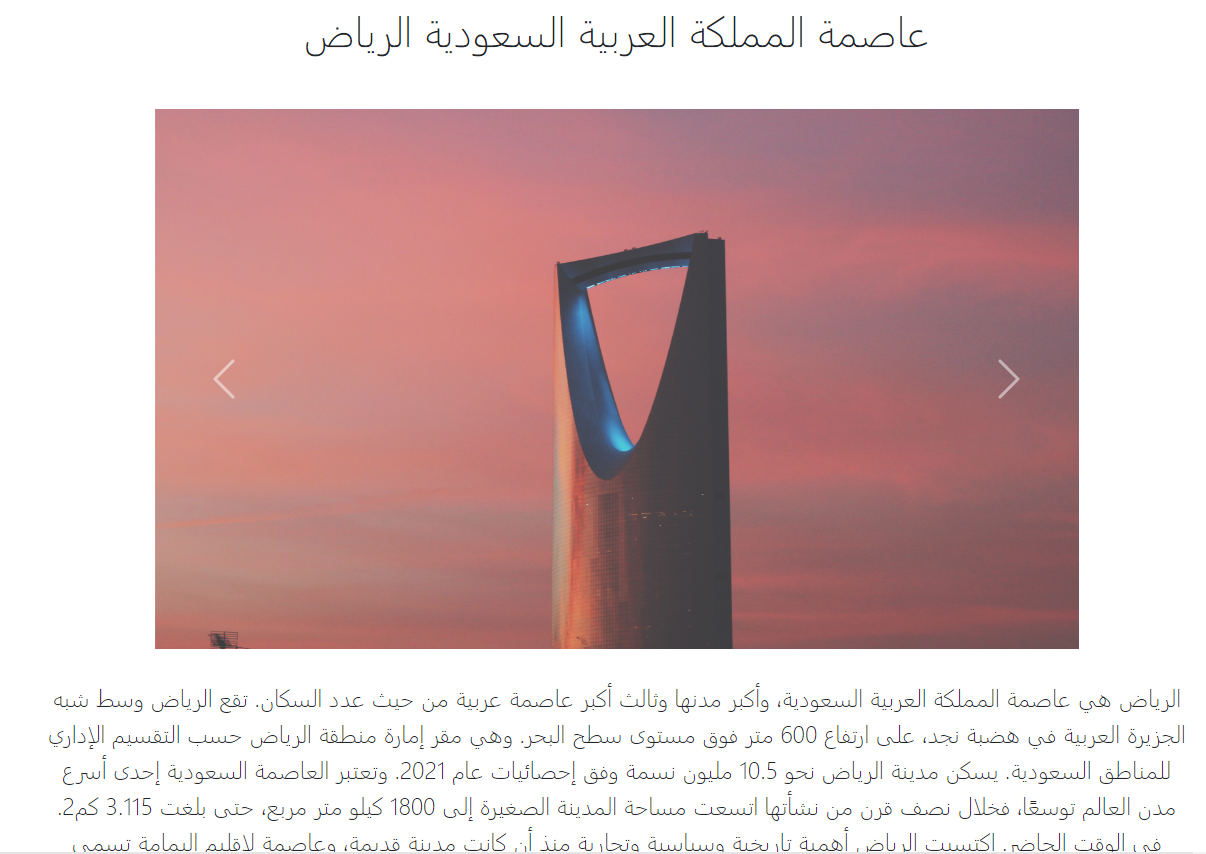 عاصمة المملكة العربية السعودية الرياض
الرياض هي عاصمة المملكة العربية السعودية، وأكبر مدنها وثالث أكبر عاصمة عربية من حيث عدد السكان. تقع الرياض وسط شبه
الجزيرة العربية في هضبة نجد، على ارتفاع 600 متر فوق مستوى سطح البحر. وهي مقر إمارة منطقة الرياض حسب التقسيم الإداري
للمناطق السعودية. يسكن مدينة الرياض نحو 10.5 مليون نسمة وفق إحصائيات عام 2021. وتعتبر العاصمة السعودية إحدى أسرع
مدن العالم توسعًا، فخلال نصف قرن من نشأتها اتسعت مساحة المدينة الصغيرة إلى 1800 كيلو متر مربع، حتى بلغت 3.115 كم2.
في الوقت الحاضر. اكتسبت الرياض أهمية تاريخية وسياسية وتجارية منذ أن كانت مدينة قديمة، وعاصمة لإقليم اليمامة تسمى